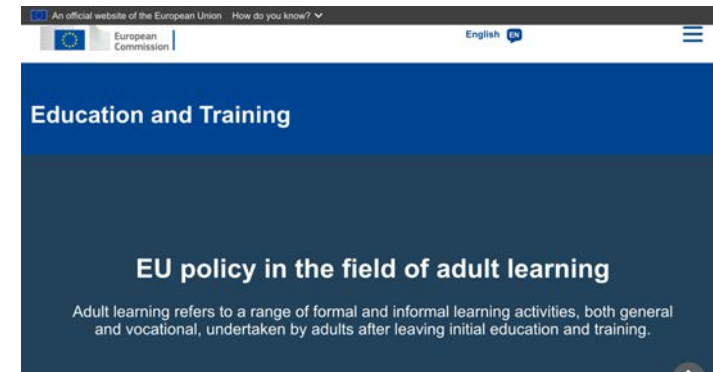 An official website of the European Union How do you know?
European
Commission
English EN
Education and Training
EU policy in the field of adult learning
Adult learning refers to a range of formal and informal learning activities, both general
and vocational, undertaken by adults after leaving initial education and training.